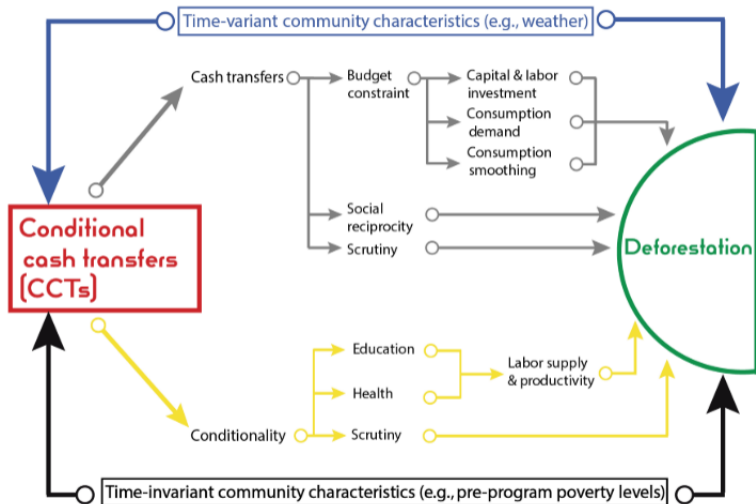 Time-variant community characteristics (e.g., weather)
Cash transfers
Budget
constraint
Capital & labor
investment
Consumption
demand
Consumption
smoothing
Social
reciprocity
Scrutiny
Conditional
cash transfers
(CCTs)
Deforestation
Education
Health
Labor supply
& productivity
Conditionality
Scrutiny
Time-invariant community characteristics (e.g., pre-program poverty levels)